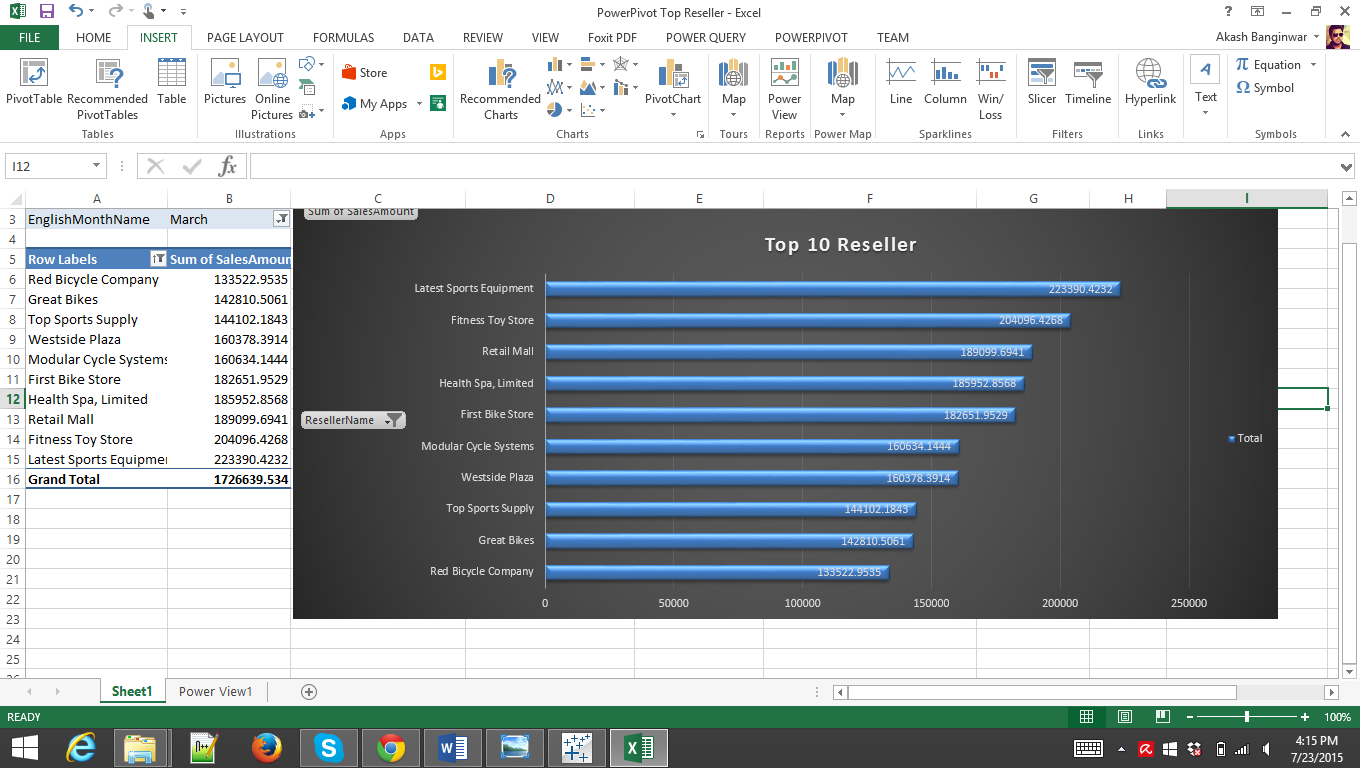 PowerPivot Top Reseller - Excel
FILE HOME INSERT PAGE LAYOUT FORMULAS DATA REVIEW VIEW Foxit PDF POWER QUERY POWERPIVOT TEAM Akash Banginwar
PivotTable Recommended PivotTables Table Pictures Online Pictures Store My Apps Recommended Charts PivotChart Map Power View Map Line Column Win/Loss Slicer Timeline Hyperlink Text Equation Symbol
Tables Illustrations Apps Charts Tours Reports Power Map Sparklines Filters Links Symbols
I12 fx
A B C D E F G H I
3 EnglishMonthName March
4
5 Row Labels Sum of SalesAmoun
6 Red Bicycle Company 133522.9535
7 Great Bikes 142810.5061
8 Top Sports Supply 144102.1843
9 Westside Plaza 160378.3914
10 Modular Cycle Systems 160634.1444
11 First Bike Store 182651.9529
12 Health Spa, Limited 185952.8568
13 Retail Mall 189099.6941
14 Fitness Toy Store 204096.4268
15 Latest Sports Equipmen 223390.4232
16 Grand Total 1726639.534
17
18
19
20
21
22
23
24
25
Sum of SalesAmount
Top 10 Reseller
Latest Sports Equipment 223390.4232
Fitness Toy Store 204096.4268
Retail Mall 189099.6941
Health Spa, Limited 185952.8568
First Bike Store 182651.9529
ResellerName
Modular Cycle Systems 160634.1444
Total
Westside Plaza 160378.3914
Top Sports Supply 144102.1843
Great Bikes 142810.5061
Red Bicycle Company 133522.9535
0 50000 100000 150000 200000 250000
Sheet1 Power View1
READY 100%
4:15 PM
7/23/2015